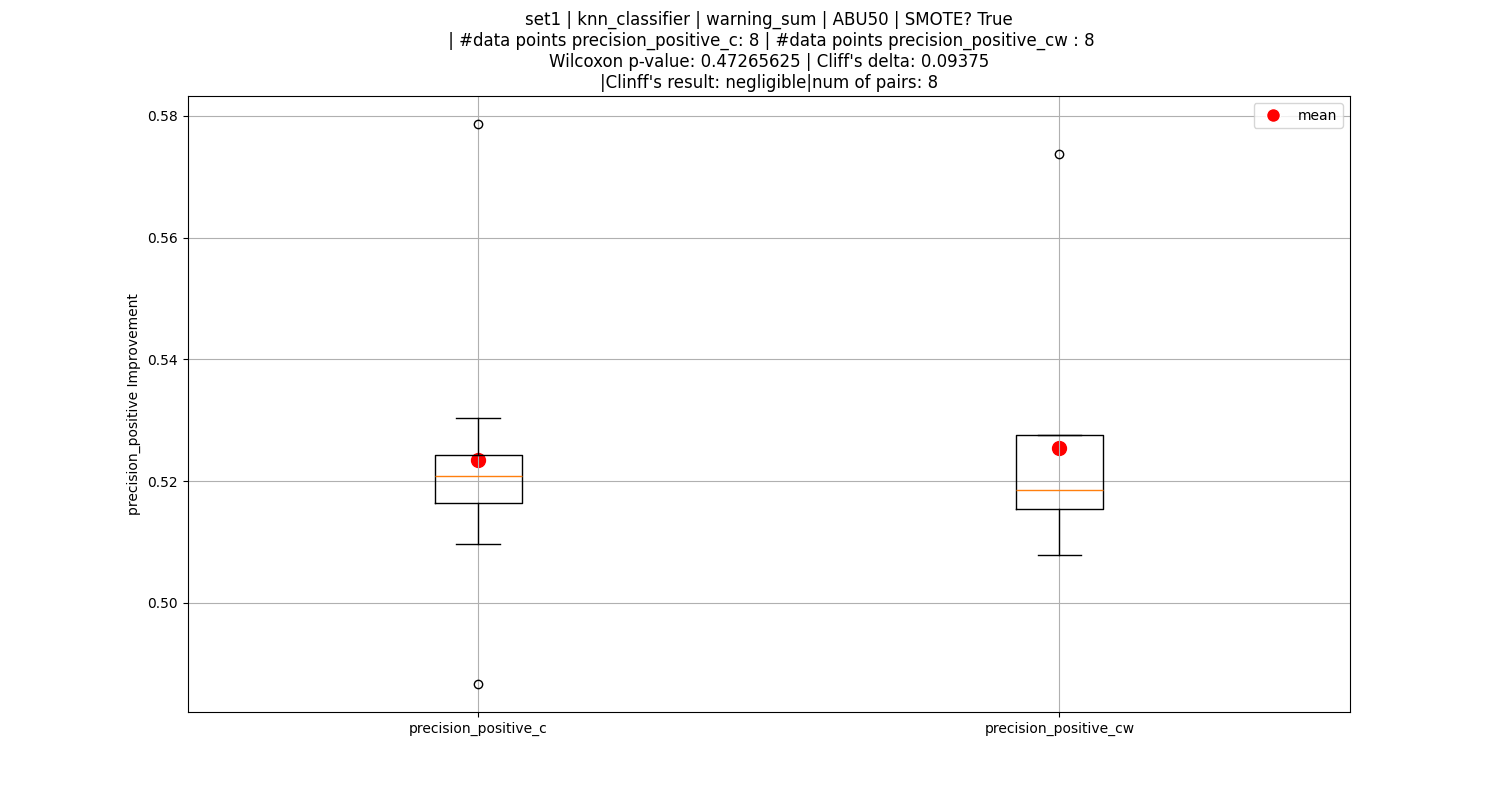 set1 | knn_classifier | warning_sum | ABU50 | SMOTE? True
| #data points precision_positive_c: 8 | #data points precision_positive_cw : 8
Wilcoxon p-value: 0.47265625 | Cliff's delta: 0.09375
|Clinff's result: negligible|num of pairs: 8
mean
0.58
0.56
0.54
0.52
0.50
precision_positive Improvement
precision_positive_c
precision_positive_cw